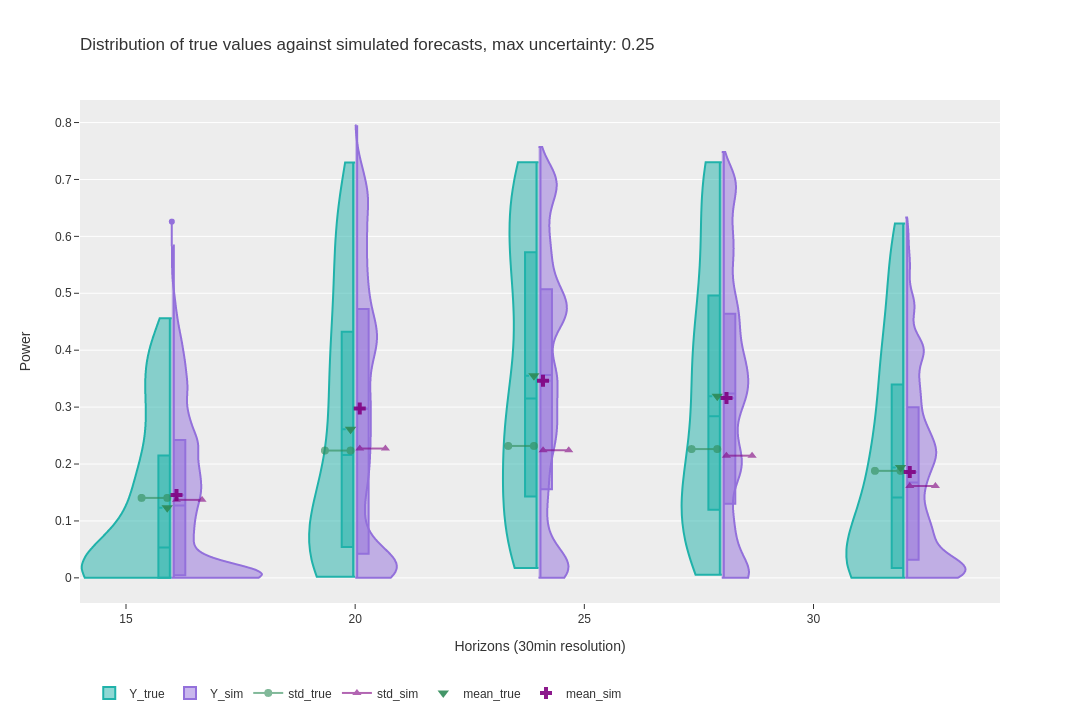 Distribution of true values against simulated forecasts, max uncertainty: 0.25
0.8
0.7
0.6
0.5
0.4
0.3
0.2
0.1
0
Power
15 20 25 30
Horizons (30min resolution)
Y_true Y_sim std_true std_sim mean_true mean_sim